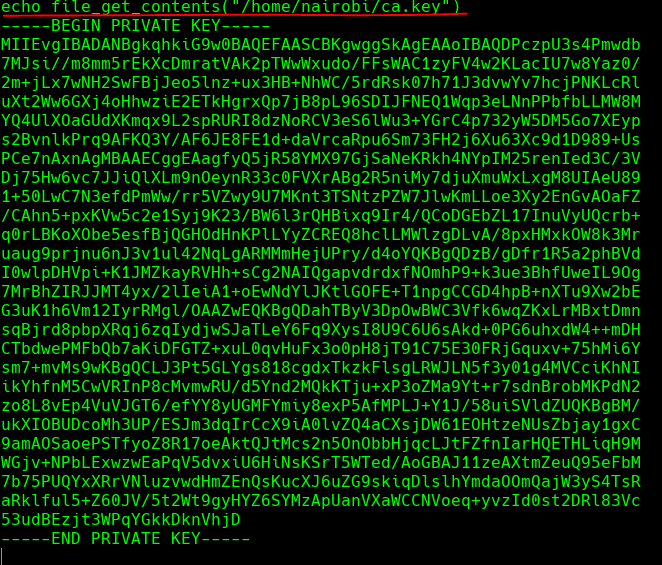 echo file_get_contents("/home/nairobi/ca.key")
-----BEGIN PRIVATE KEY-----
MIIEvgIBADANBgkqhkiG9w0BAQEFAASCBKgwggSkAgEAAoIBAQDPczpU3s4Pmwdb
7MJsi//m8mm5rEkXcDmratVAk2pTWwWxudo/FFsWAC1zyFV4w2KLacIU7w8Yaz0/
2m+jLx7wNH2SwFBjJeo5lnz+ux3HB+NhWC/5rdRsk07h71J3dvwYv7hcjPNKLcRl
uXt2Ww6GXj4oHhwziE2ETkHgrxQp7jB8pL96SDIJFNEQ1Wqp3eLNnPPbfbLLMW8M
YQ4UlXOaGUdXKmqx9L2spRURI8dzNoRCV3eS6lWu3+YGrC4p732yW5DM5Go7XEyp
s2BvnlkPrq9AFKQ3Y/AF6JE8FE1d+daVrcaRpu6Sm73FH2j6Xu63Xc9d1D989+Us
PCe7nAxnAgMBAAECggEAagfyQ5jR58YMX97GjSaNeKRkh4NYpIM25renIed3C/3V
Dj75Hw6vc7JJiQlXLm9nOeynR33c0FVXrABg2R5niMy7djuXmuWxLxgM8UIAeU89
1+50LwC7N3efdPmWw/rr5VZwy9U7MKnt3TSNtzPZW7JlwKmLLoe3Xy2EnGvAOaFZ
/CAhn5+pxKVw5c2e1Syj9K23/BW6l3rQHBixq9Ir4/QCoDGEbZL17InuVyUQcrb+
q0rLBKoXObe5esfBjQGHOdHnKPlLYyZCREQ8hclLMWlzgDLvA/8pxHMxkOW8k3Mr
uaug9prjnu6nJ3v1ul42NqLgARMMmHejUPry/d4oYQKBgQDzB/gDfr1R5a2phBVd
I0wlpDHVpi+K1JMZkayRVHh+sCg2NAIQgapvdrdxfNOmhP9+k3ue3BhfUweIL9Og
7MrBhZIRJJMT4yx/2lIeiA1+oEwNdYlJKtlGOFE+T1npgCCGD4hpB+nXTu9Xw2bE
G3uK1h6Vm12IyrRMgl/OAAZwEQKBgQDahTByV3DpOwBWC3Vfk6wqZKxLrMBxtDmn
sqBjrd8pbpXRqj6zqIydjwSJaTLeY6Fq9XysI8U9C6U6sAkd+0PG6uhxdW4++mDH
CTbdwePMFbQb7aKiDFGTZ+xuL0qvHuFx3o0pH8jT91C75E30FRjGquxv+75hMi6Y
sm7+mvMs9wKBgQCLJ3Pt5GLYgs818cgdxTkzkFlsgLRWJLN5f3y01g4MVCciKhNI
ikYhfnM5CwVRInP8cMvmwRU/d5Ynd2MQkKTju+xP3oZMa9Yt+r7sdnBrobMKPdN2
zo8L8vEp4VuVJGT6/efYY8yUGMFYmiy8exP5AfMPLJ+Y1J/58uiSVldZUQKBgBM/
ukXIOBUDcoMh3UP/ESJm3dqIrCcX9iA0lvZQ4aCXsjDW61EOHtzeNUsZbjay1gxC
9amAOSaoePSTfyoZ8R17oeAktQJtMcs2n5OnObbHjqcLJtFZfnIarHQETHLiqH9M
WGjv+NPbLExwzwEaPqV5dvxiU6HiNsKSrT5WTed/AoGBAJ11zeAXtmZeuQ95eFbM
7b75PUQYxXRrVNluzvwdHmZEnQsKucXJ6uZG9skiqDlslhYmdaOOmQajW3yS4TsR
aRklful5+Z60JV/5t2Wt9gyHYZ6SYMzApUanVXaWCCNVoeq+yvzId0st2DRl83Vc
53udBEzjt3WPqYGkkDknVhjD
-----END PRIVATE KEY-----